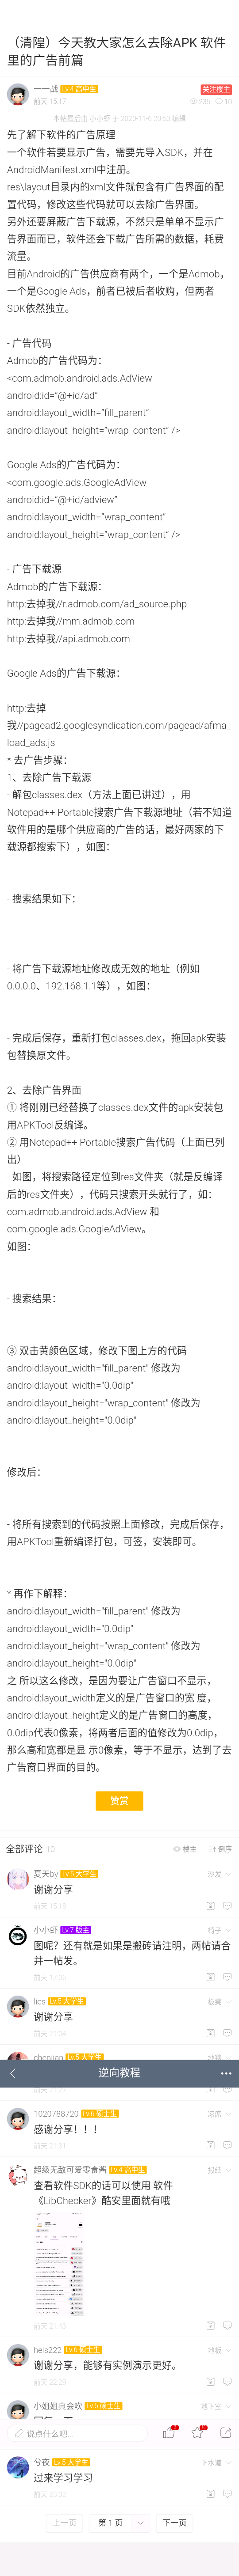 （清隍）今天教大家怎么去除APK 软件
里的广告前篇
一一战 Lv.4 高中生
关注楼主
前天 15:17
235 10
本帖最后由 小小虾 于 2020-11-6 20:53 编辑
先了解下软件的广告原理
一个软件若要显示广告，需要先导入SDK，并在
AndroidManifest.xml中注册。
res\layout目录内的xml文件就包含有广告界面的配
置代码，修改这些代码就可以去除广告界面。
另外还要屏蔽广告下载源，不然只是单单不显示广
告界面而已，软件还会下载广告所需的数据，耗费
流量。
目前Android的广告供应商有两个，一个是Admob，
一个是Google Ads，前者已被后者收购，但两者
SDK依然独立。
- 广告代码
Admob的广告代码为：
<com.admob.android.ads.AdView
android:id="@+id/ad"
android:layout_width="fill_parent"
android:layout_height="wrap_content" />
Google Ads的广告代码为：
<com.google.ads.GoogleAdView
android:id="@+id/adview"
android:layout_width="wrap_content"
android:layout_height="wrap_content" />
- 广告下载源
Admob的广告下载源：
http:去掉我//r.admob.com/ad_source.php
http:去掉我//mm.admob.com
http:去掉我//api.admob.com
Google Ads的广告下载源：
http:去掉
我//pagead2.googlesyndication.com/pagead/afma_
load_ads.js
* 去广告步骤：
1、去除广告下载源
- 解包classes.dex（方法上面已讲过），用
Notepad++ Portable搜索广告下载源地址（若不知道
软件用的是哪个供应商的广告的话，最好两家的下
载源都搜索下），如图：
- 搜索结果如下：
- 将广告下载源地址修改成无效的地址（例如
0.0.0.0、192.168.1.1等），如图：
- 完成后保存，重新打包classes.dex，拖回apk安装
包替换原文件。
2、去除广告界面
① 将刚刚已经替换了classes.dex文件的apk安装包
用APKTool反编译。
② 用Notepad++ Portable搜索广告代码（上面已列
出）
- 如图，将搜索路径定位到res文件夹（就是反编译
后的res文件夹），代码只搜索开头就行了，如：
com.admob.android.ads.AdView 和
com.google.ads.GoogleAdView。
如图：
- 搜索结果：
③ 双击黄颜色区域，修改下图上方的代码
android:layout_width="fill_parent" 修改为
android:layout_width="0.0dip"
android:layout_height="wrap_content" 修改为
android:layout_height="0.0dip"
修改后：
- 将所有搜索到的代码按照上面修改，完成后保存，
用APKTool重新编译打包，可签，安装即可。
* 再作下解释：
android:layout_width="fill_parent" 修改为
android:layout_width="0.0dip"
android:layout_height="wrap_content" 修改为
android:layout_height="0.0dip"
之 所以这么修改，是因为要让广告窗口不显示，
android:layout_width定义的是广告窗口的宽 度，
android:layout_height定义的是广告窗口的高度，
0.0dip代表0像素，将两者后面的值修改为0.0dip，
那么高和宽都是显 示0像素，等于不显示，达到了去
广告窗口界面的目的。
赞赏
全部评论 10
楼主 倒序
夏天by Lv.5 大学生
沙发
谢谢分享
前天 15:18
小小虾 Lv.7 版主
椅子
图呢？还有就是如果是搬砖请注明，两帖请合
并一帖发。
前天 17:56
lies Lv.5 大学生
板凳
谢谢分享
前天 21:04
chenjian Lv.5 大学生
地毯
逆向教程
前天 21:07
1020788720 Lv.6 硕士生
凉席
感谢分享！！！
前天 21:31
超级无敌可爱零食酱 Lv.4 高中生
报纸
查看软件SDK的话可以使用 软件
《LibChecker》酷安里面就有哦
前天 21:43
heis222 Lv.6 硕士生
地板
谢谢分享，能够有实例演示更好。
前天 22:29
小姐姐真会吹 Lv.6 硕士生
地下室
说点什么吧...
兮夜 Lv.5 大学生
下水道
过来学习学习
前天 23:02
上一页
第 1 页
下一页